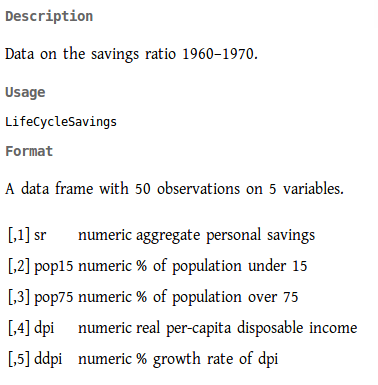 Description
Data on the savings ratio 1960–1970.
Usage
LifeCycleSavings
Format
A data frame with 50 observations on 5 variables.
[,1] sr numeric aggregate personal savings
[,2] pop15 numeric % of population under 15
[,3] pop75 numeric % of population over 75
[,4] dpi numeric real per-capita disposable income
[,5] ddpi numeric % growth rate of dpi